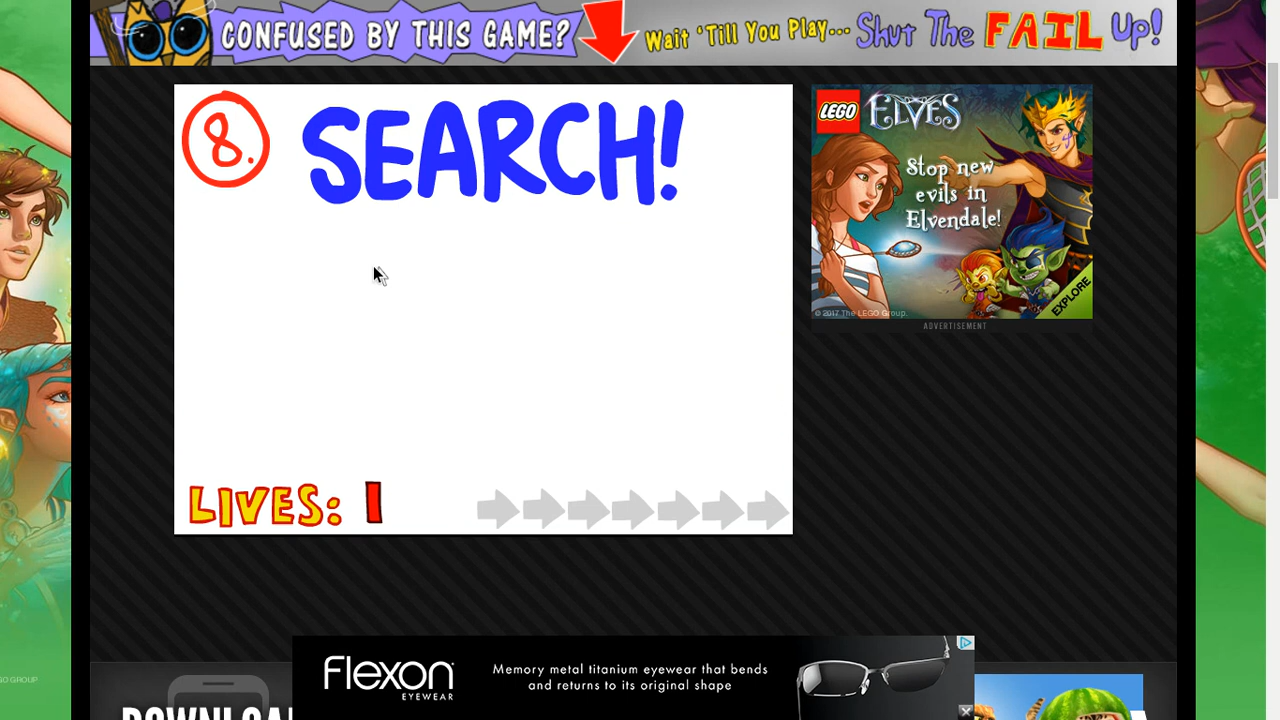 CONFUSED BY THIS GAME?
Wait 'Till You Play... Shut The FAIL Up!
8.
SEARCH!
LIVES: 1
LEGO ELVES
Stop new
evils in
Elvendale!
EXPLORE
© 2017 The LEGO Group.
ADVERTISEMENT
GO GROUP
FLEXON
EYEWEAR
Memory metal titanium eyewear that bends
and returns to its original shape